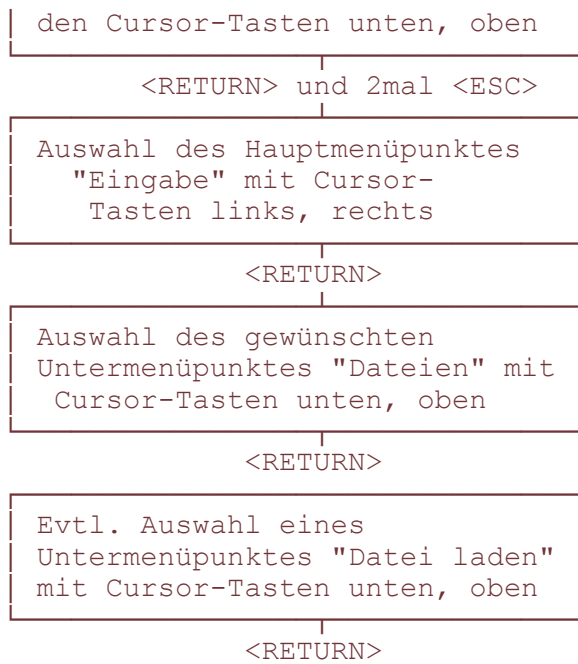 den Cursor-Tasten unten, oben
<RETURN> und 2mal <ESC>
Auswahl des Hauptmenüpunktes
"Eingabe" mit Cursor-
Tasten links, rechts
<RETURN>
Auswahl des gewünschten
Untermenüpunktes "Dateien" mit
Cursor-Tasten unten, oben
<RETURN>
Evtl. Auswahl eines
Untermenüpunktes "Datei laden"
mit Cursor-Tasten unten, oben
<RETURN>